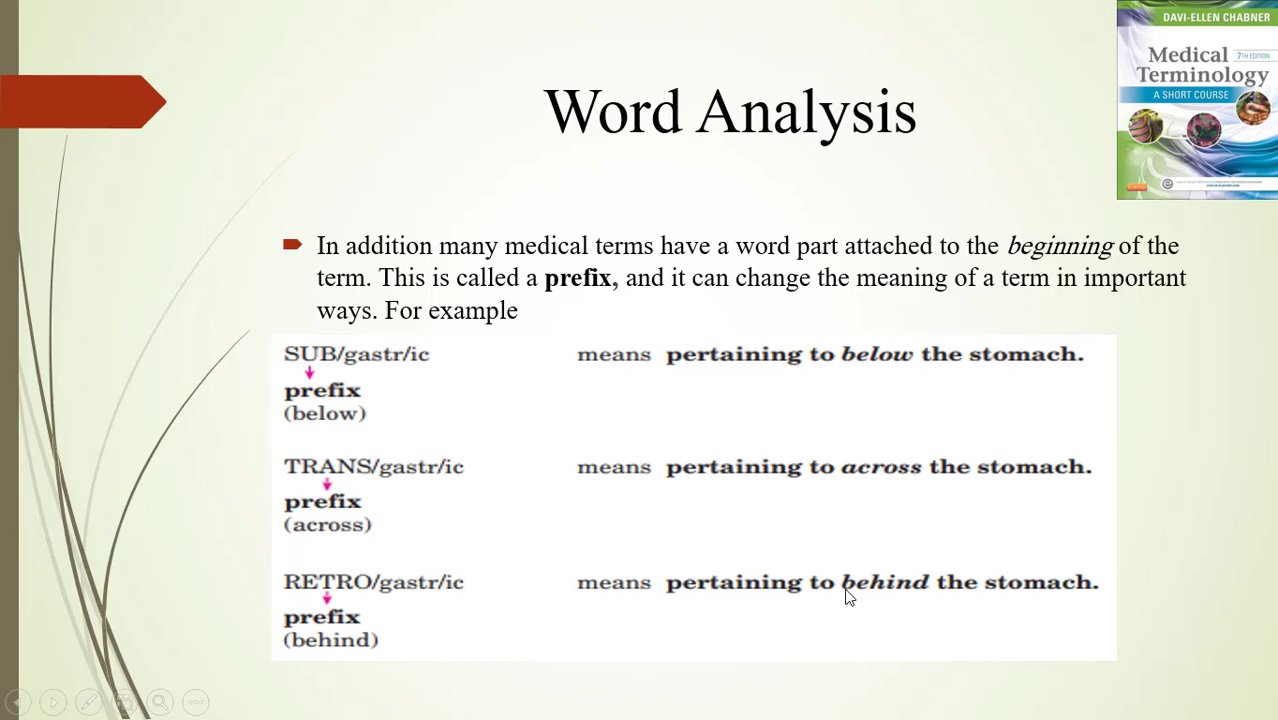 DAVI-ELLEN CHABNER
Medical 7TH EDITION
Terminology
A SHORT COURSE
Word Analysis
In addition many medical terms have a word part attached to the beginning of the
term. This is called a prefix, and it can change the meaning of a term in important
ways. For example
SUB/gastr/ic means pertaining to below the stomach.
prefix
(below)
TRANS/gastr/ic means pertaining to across the stomach.
prefix
(across)
RETRO/gastr/ic means pertaining to behind the stomach.
prefix
(behind)